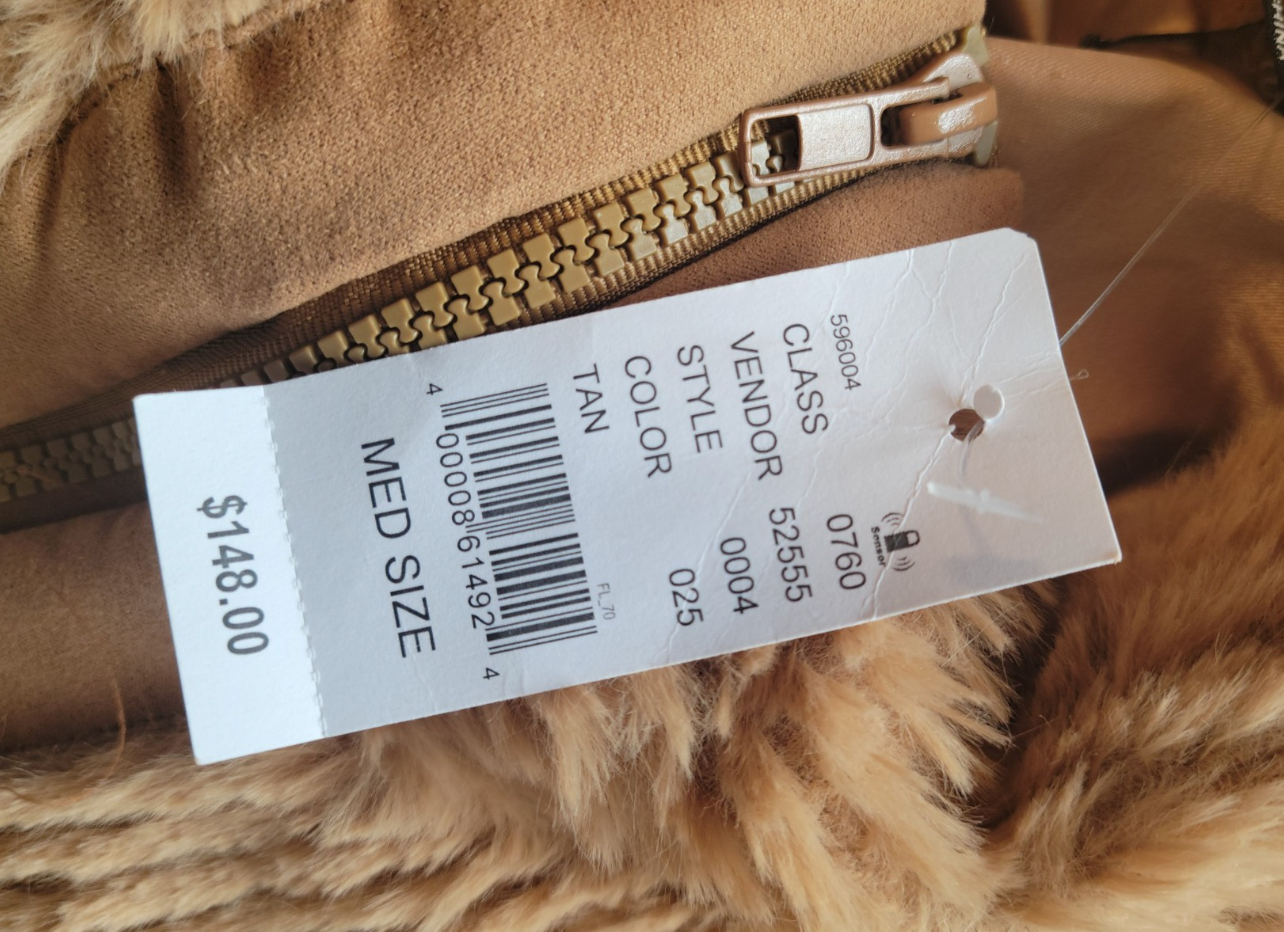 Sensor
596004
CLASS 0760
VENDOR 52555
STYLE 0004
COLOR 025
TAN
FL_70
4 00008 61492 4
MED SIZE
$148.00